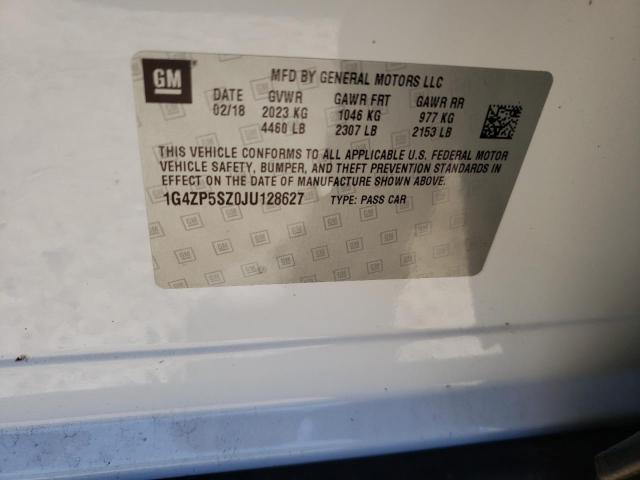 GM MFD BY GENERAL MOTORS LLC
DATE GVWR GAWR FRT GAWR RR
02/18 2023 KG 1046 KG 977 KG
4460 LB 2307 LB 2153 LB
THIS VEHICLE CONFORMS TO ALL APPLICABLE U.S. FEDERAL MOTOR
VEHICLE SAFETY, BUMPER, AND THEFT PREVENTION STANDARDS IN
EFFECT ON THE DATE OF MANUFACTURE SHOWN ABOVE.
1G4ZP5SZ0JU128627 TYPE: PASS CAR